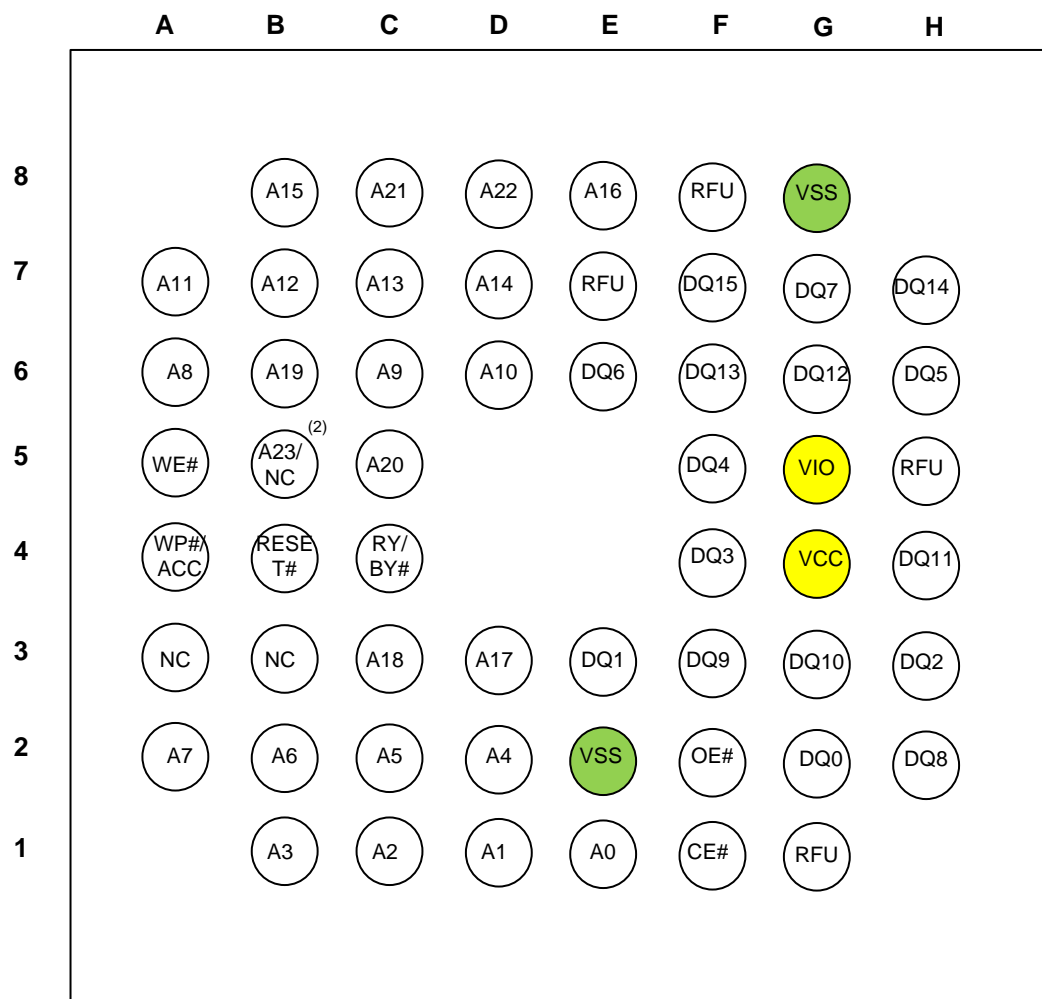 A B C D E F G H
8 A15 A21 A22 A16 RFU VSS
7 A11 A12 A13 A14 RFU DQ15 DQ7 DQ14
6 A8 A19 A9 A10 DQ6 DQ13 DQ12 DQ5
(2)
5 WE# A23/ NC A20 DQ4 VIO RFU
4 WP#/ ACC RESE T# RY/ BY# DQ3 VCC DQ11
3 NC NC A18 A17 DQ1 DQ9 DQ10 DQ2
2 A7 A6 A5 A4 VSS OE# DQ0 DQ8
1 A3 A2 A1 A0 CE# RFU